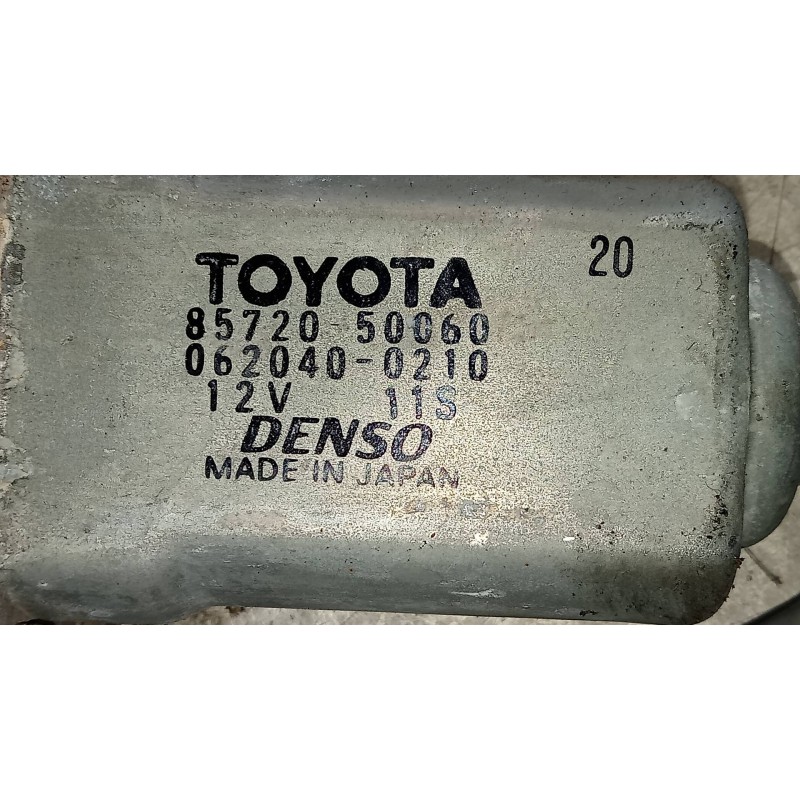 TOYOTA
20
85720-50060
062040-0210
12V 11S
DENSO
MADE IN JAPAN